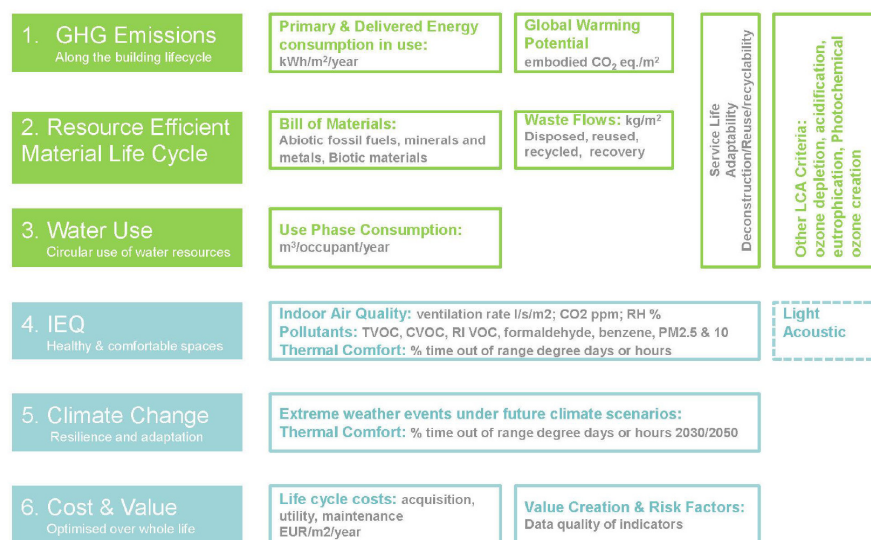 1. GHG Emissions
Along the building lifecycle
Primary & Delivered Energy
consumption in use:
kWh/m²/year
Global Warming
Potential
embodied CO₂ eq./m²
Service Life
Adaptability
Deconstruction/Reuse/recyclability
Other LCA Criteria:
ozone depletion, acidification,
eutrophication, Photochemical
ozone creation
2. Resource Efficient
Material Life Cycle
Bill of Materials:
Abiotic fossil fuels, minerals and
metals, Biotic materials
Waste Flows: kg/m²
Disposed, reused,
recycled, recovery
3. Water Use
Circular use of water resources
Use Phase Consumption:
m³/occupant/year
4. IEQ
Healthy & comfortable spaces
Indoor Air Quality: ventilation rate l/s/m2; CO2 ppm; RH %
Pollutants: TVOC, CVOC, RI VOC, formaldehyde, benzene, PM2.5 & 10
Thermal Comfort: % time out of range degree days or hours
Light
Acoustic
5. Climate Change
Resilience and adaptation
Extreme weather events under future climate scenarios:
Thermal Comfort: % time out of range degree days or hours 2030/2050
6. Cost & Value
Optimised over whole life
Life cycle costs: acquisition,
utility, maintenance
EUR/m2/year
Value Creation & Risk Factors:
Data quality of indicators